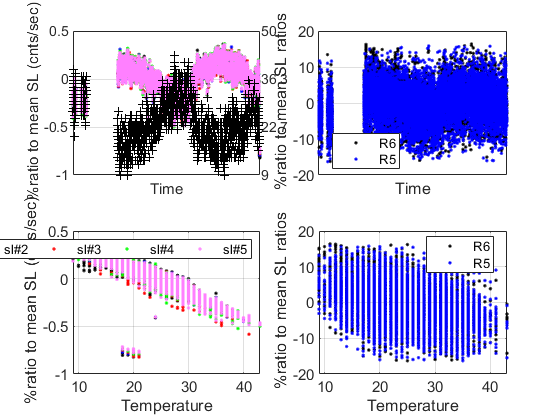 %ratio to mean SL (cnts/sec)
0.5
0
-0.5
-1
50
9
Time
%ratio to mean SL ratios
20
10
0
-10
-20
R6
R5
Time
%ratio to mean SL
s/sec)
0.5
0
-0.5
-1
sl#2 sl#3 sl#4 sl#5
10 20 30 40
Temperature
%ratio to mean SL ratios
20
10
0
-10
-20
R6
R5
10 20 30 40
Temperature